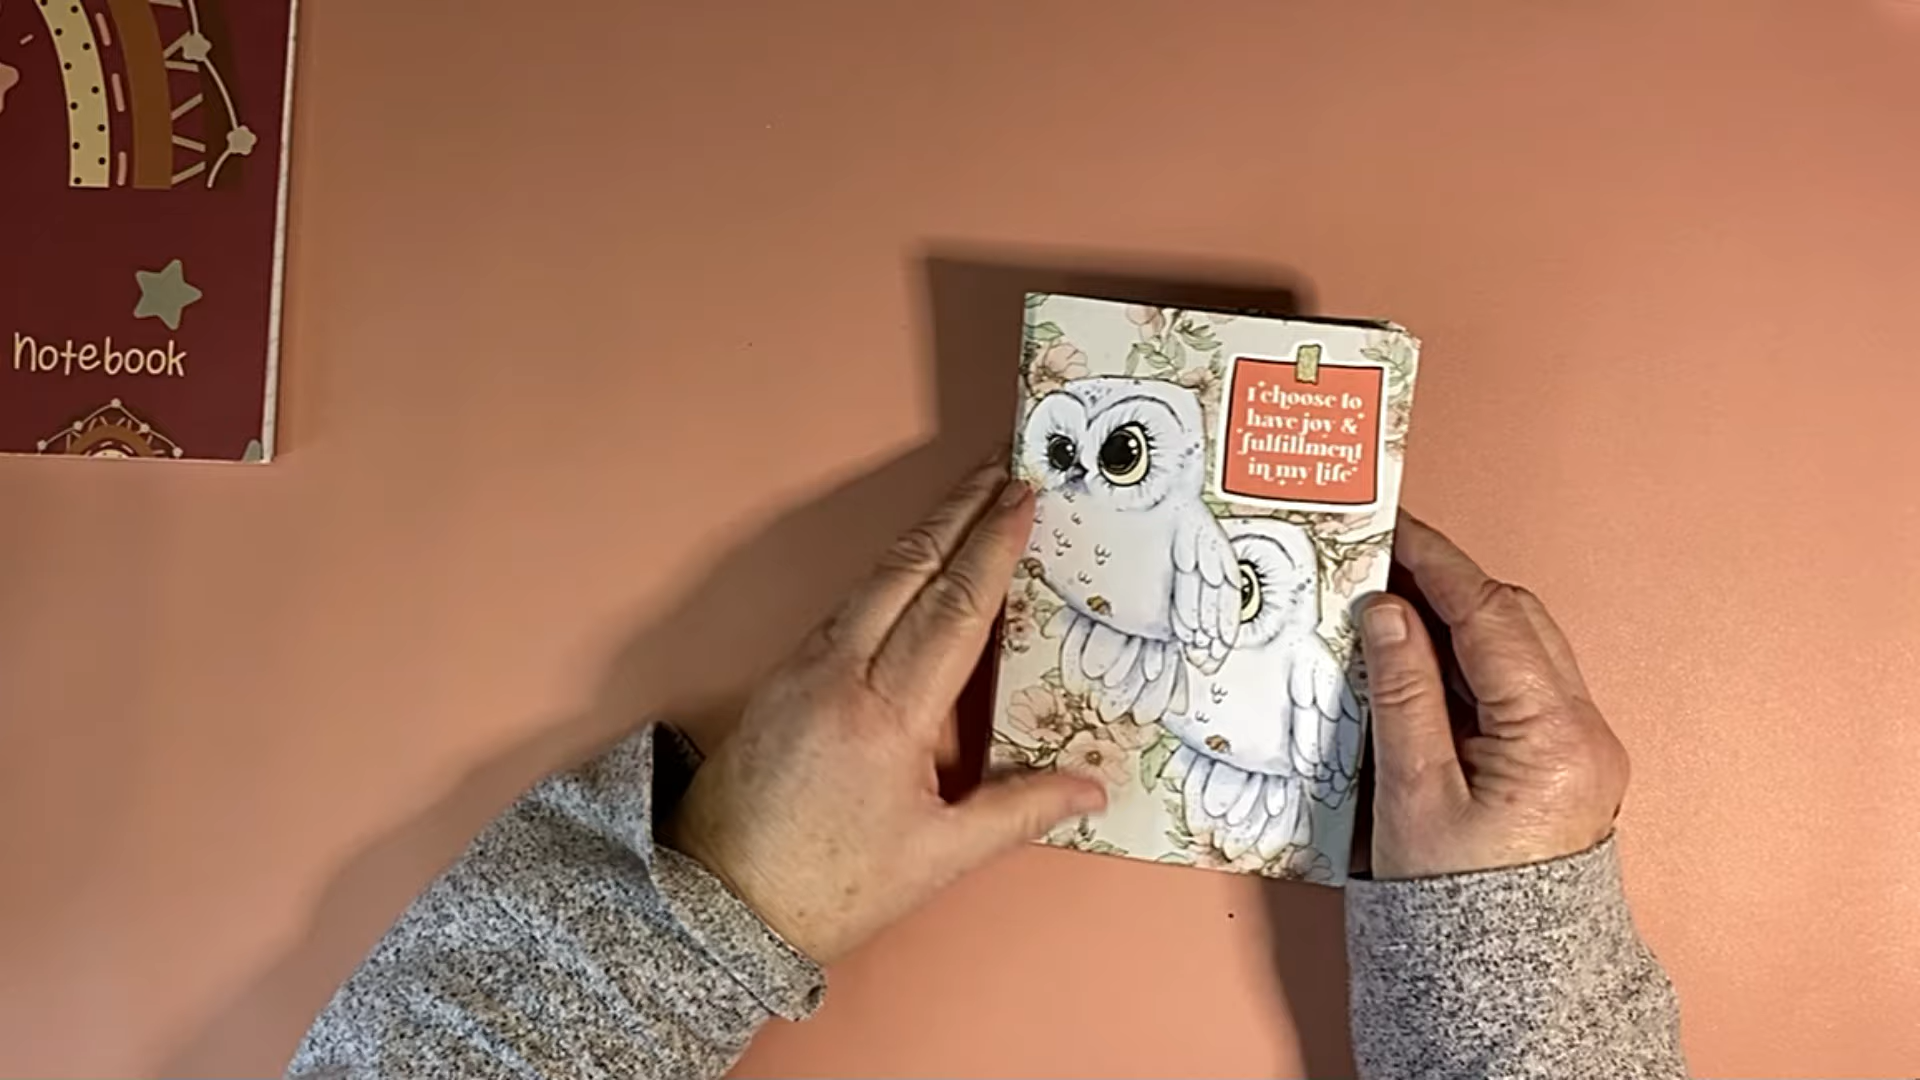 notebook
I choose to
have joy &
fulfillment
in my life